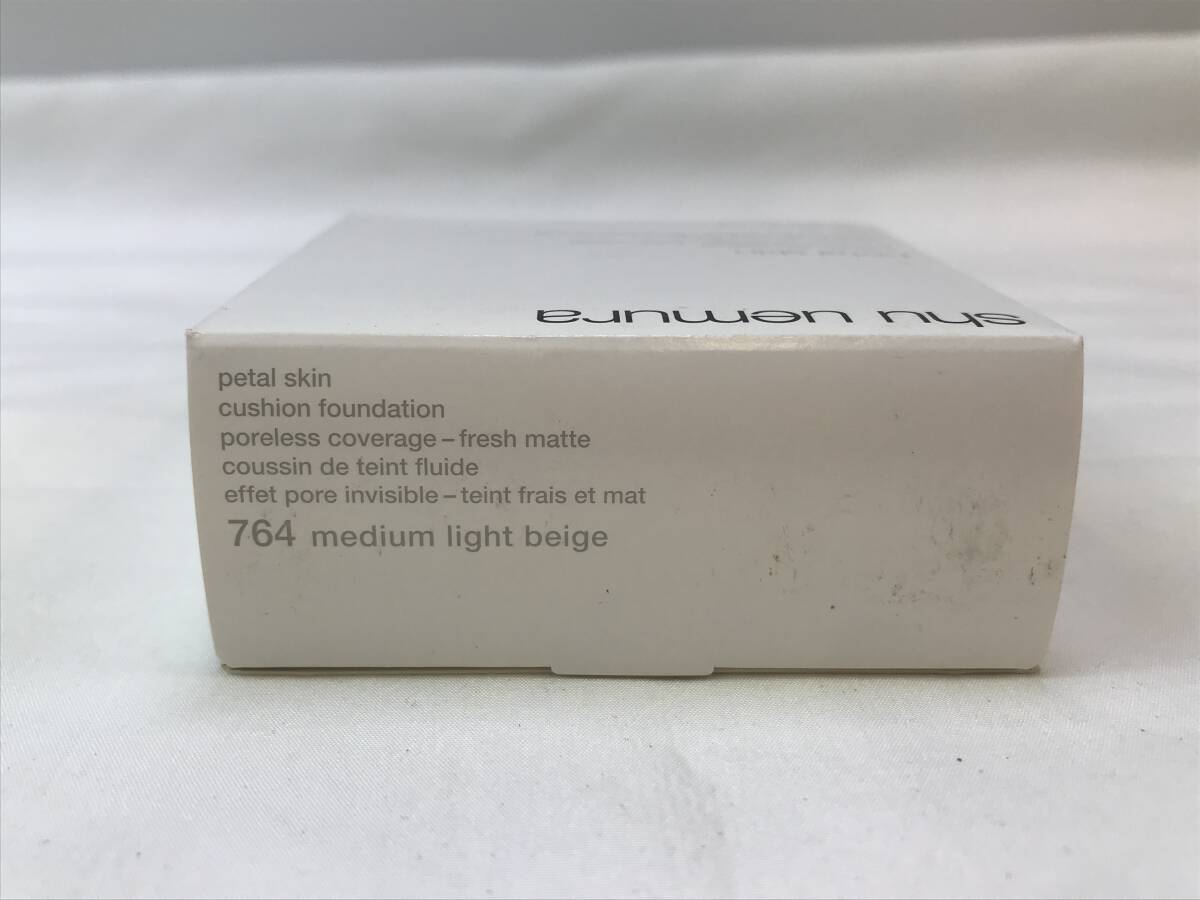 shu uemura
petal skin
cushion foundation
poreless coverage – fresh matte
coussin de teint fluide
effet pore invisible – teint frais et mat
764 medium light beige